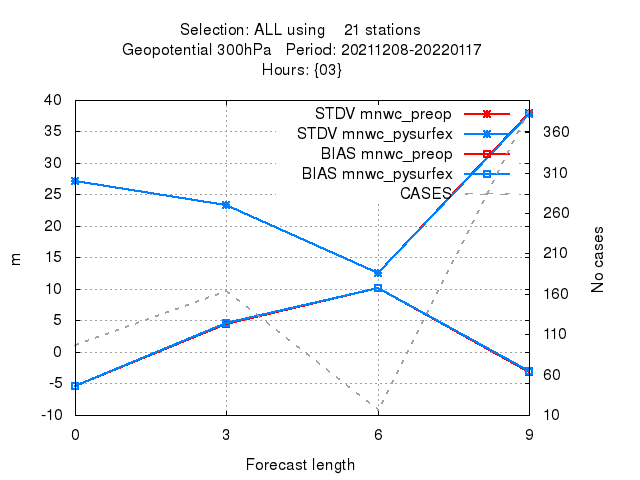 Selection: ALL using    21 stations
Geopotential 300hPa   Period: 20211208-20220117
Hours: {03}
STDV mnwc_preop
STDV mnwc_pysurfex
BIAS mnwc_preop
BIAS mnwc_pysurfex
CASES
40
35
30
25
20
15
10
5
0
-5
-10
m
360
310
260
210
160
110
60
10
No cases
0 3 6 9
Forecast length